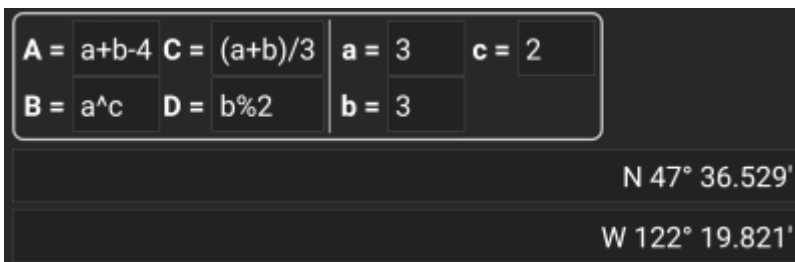 A = a+b-4 C = (a+b)/3 a = 3 c = 2
B = a^c D = b%2 b = 3
N 47° 36.529'
W 122° 19.821'